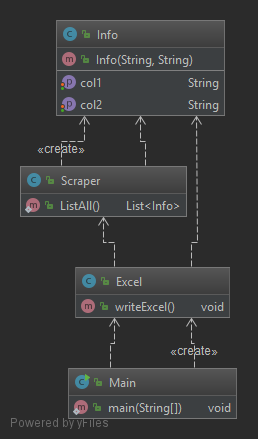 Info
Info(String, String)
col1 String
col2 String
«create»
Scraper
ListAll() List<Info>
Excel
writeExcel() void
«create»
Main
main(String[]) void
Powered by yFiles